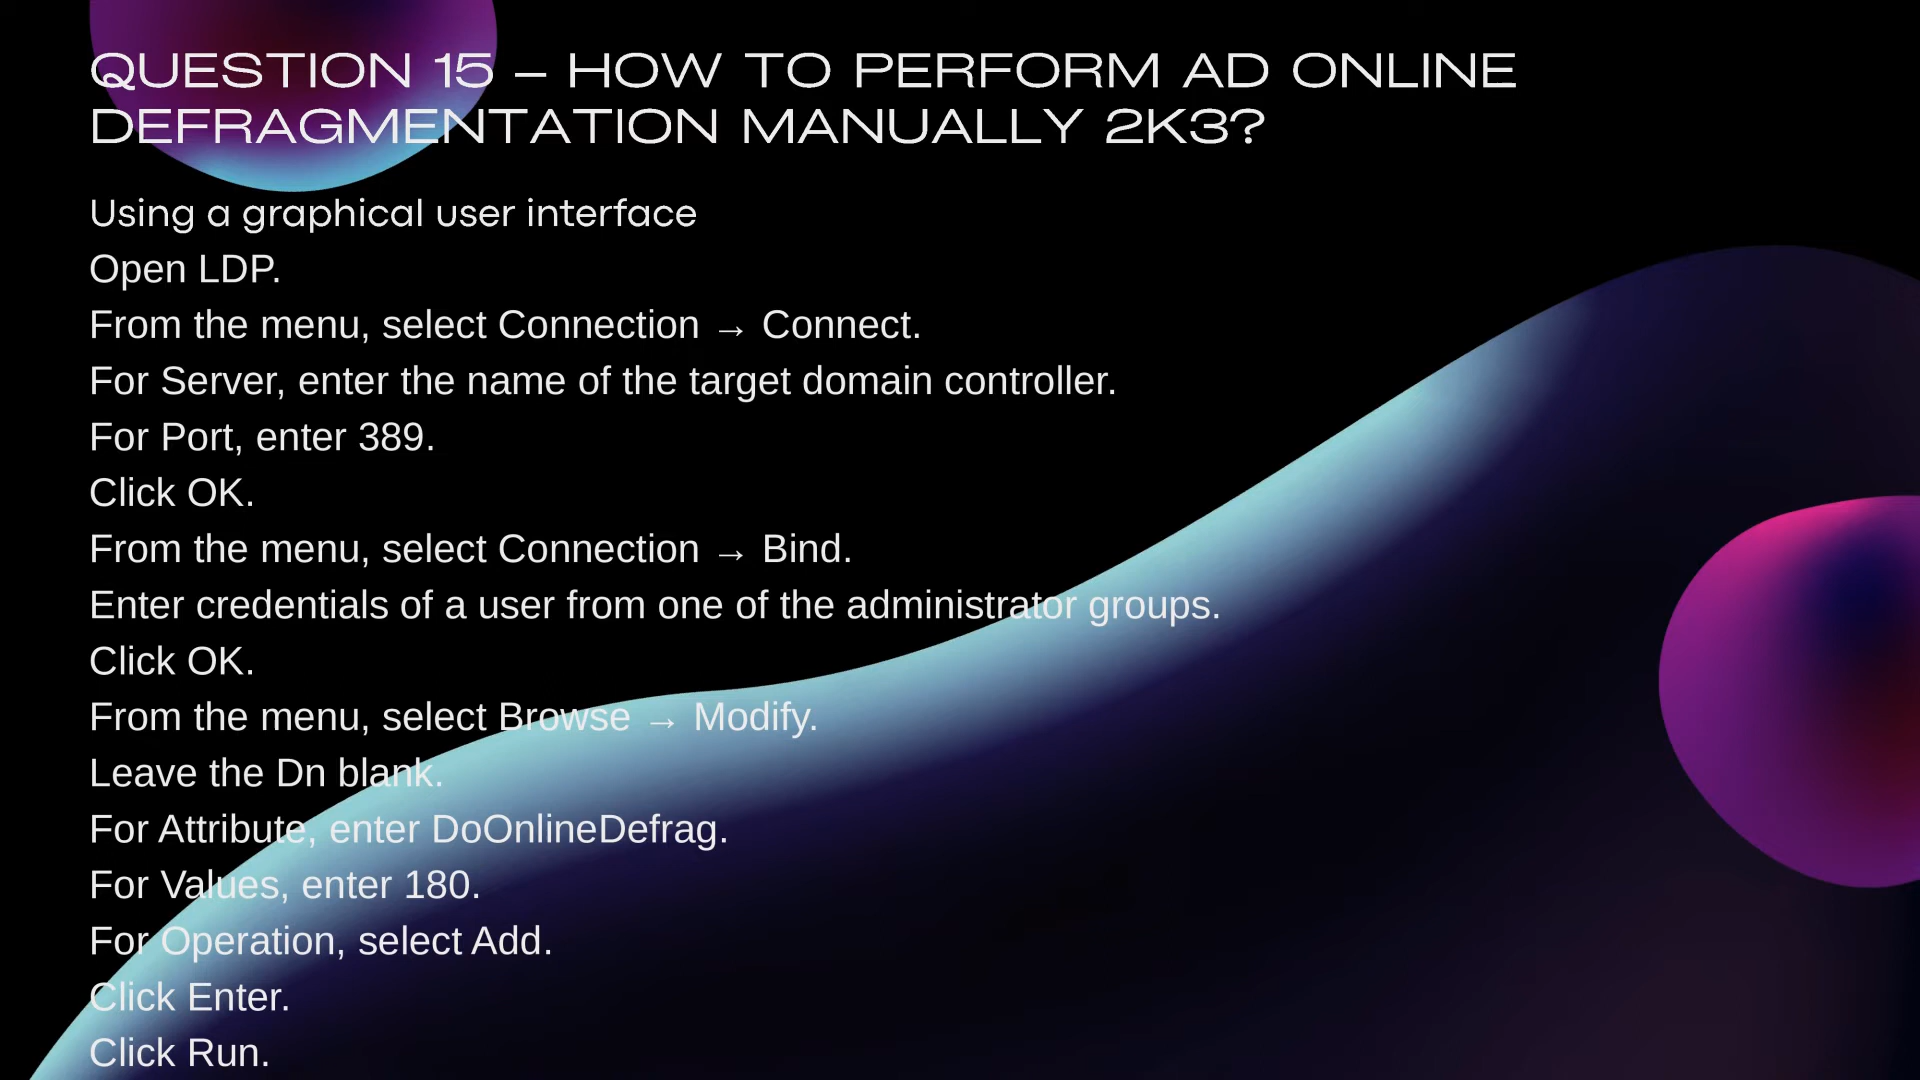 QUESTION 15 – HOW TO PERFORM AD ONLINE
DEFRAGMENTATION MANUALLY 2K3?
Using a graphical user interface
Open LDP.
From the menu, select Connection → Connect.
For Server, enter the name of the target domain controller.
For Port, enter 389.
Click OK.
From the menu, select Connection → Bind.
Enter credentials of a user from one of the administrator groups.
Click OK.
From the menu, select Browse → Modify.
Leave the Dn blank.
For Attribute, enter DoOnlineDefrag.
For Values, enter 180.
For Operation, select Add.
Click Enter.
Click Run.